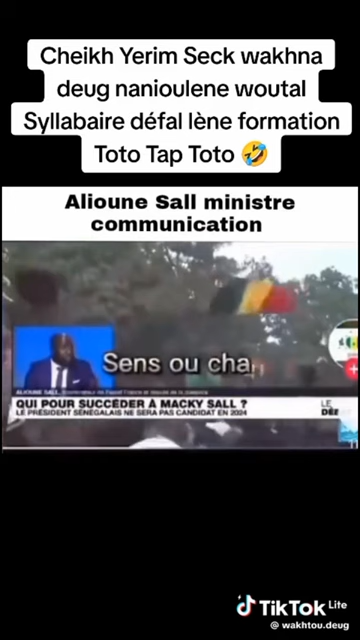 Cheikh Yerim Seck wakhna
deug nanioulene woutal
Syllabaire défal lène formation
Toto Tap Toto 🤣
Alioune Sall ministre
communication
Sens ou cha,
ALIOUNE SALL,
QUI POUR SUCCÉDER À MACKY SALL ?
LE PRÉSIDENT SÉNÉGALAIS NE SERA PAS CANDIDAT EN 2024
LE
TikTok Lite
@ wakhtou.deug